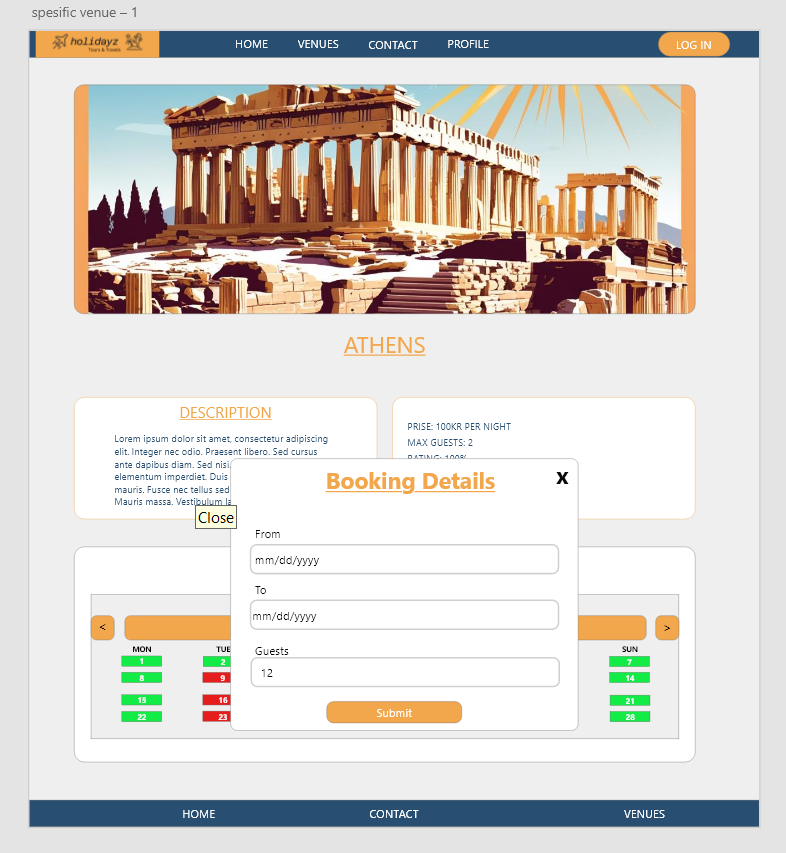 spesific venue – 1
holidayz
Tours & Travels
HOME VENUES CONTACT PROFILE LOG IN
ATHENS
DESCRIPTION
Lorem ipsum dolor sit amet, consectetur adipiscing
elit. Integer nec odio. Praesent libero. Sed cursus
ante dapibus diam. Sed nisi
elementum imperdiet. Duis
mauris. Fusce nec tellus sed
Mauris massa. Vestibulum la
PRISE: 100KR PER NIGHT
MAX GUESTS: 2
RATING: 100%
Close
Booking Details
X
From
mm/dd/yyyy
To
mm/dd/yyyy
Guests
12
Submit
< >
MON TUE SUN
1 2 7
8 9 14
15 16 21
22 23 28
HOME CONTACT VENUES